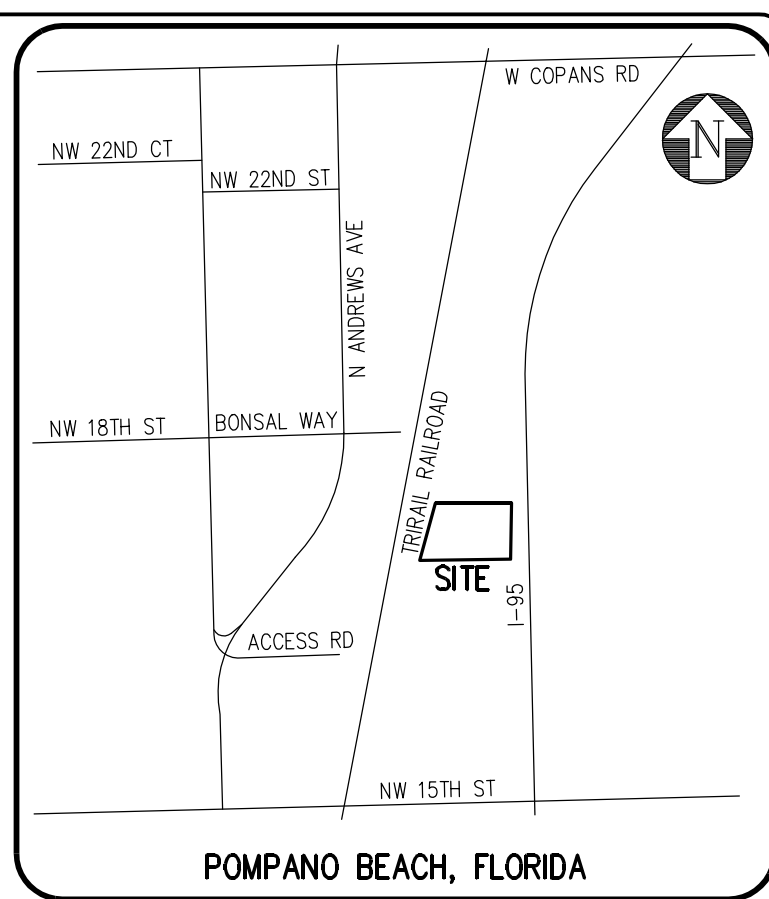 W COPANS RD
N
NW 22ND CT
NW 22ND ST
N ANDREWS AVE
TRIRAIL RAILROAD
NW 18TH ST
BONSAL WAY
SITE
I-95
ACCESS RD
NW 15TH ST
POMPANO BEACH, FLORIDA